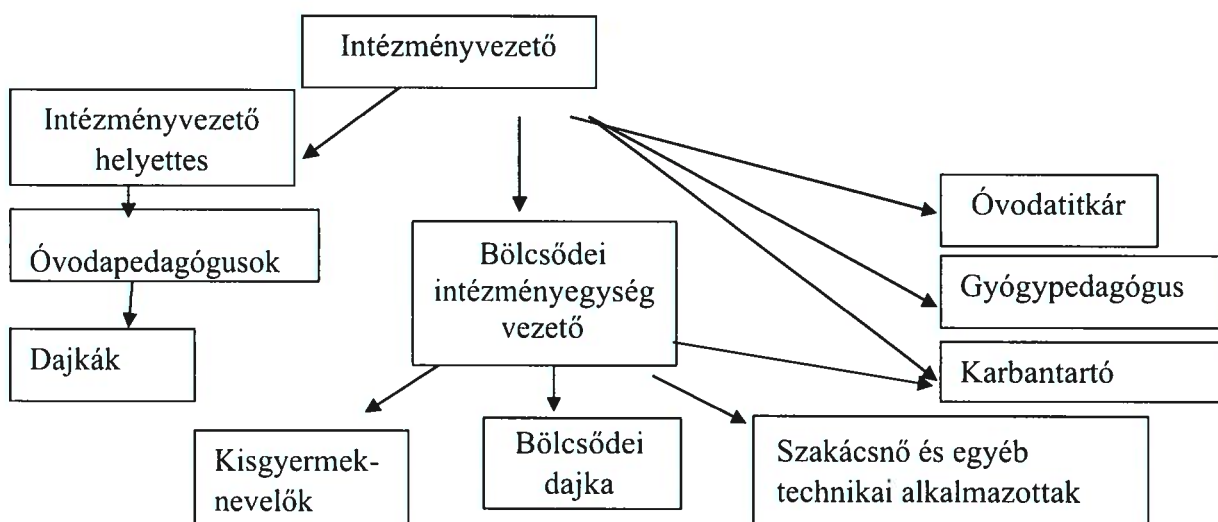 Intézményvezető
Intézményvezető
helyettes
Óvodapedagógusok
Dajkák
Bölcsődei
intézményegység
vezető
Óvodatitkár
Gyógypedagógus
Karbantartó
Kisgyermek-
nevelők
Bölcsődei
dajka
Szakácsnő és egyéb
technikai alkalmazottak